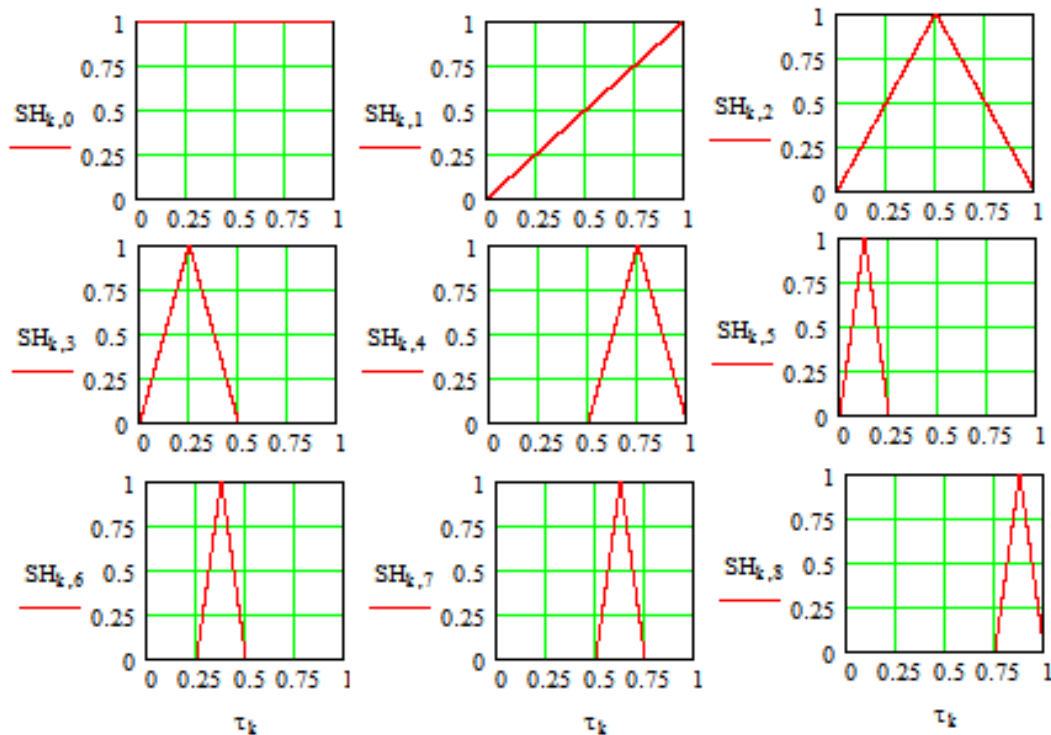 1
0.75
SH_{k,0} 0.5
0.25
0
0 0.25 0.5 0.75 1
1
0.75
SH_{k,1} 0.5
0.25
0
0 0.25 0.5 0.75 1
1
0.75
SH_{k,2} 0.5
0.25
0
0 0.25 0.5 0.75 1
1
0.75
SH_{k,3} 0.5
0.25
0
0 0.25 0.5 0.75 1
1
0.75
SH_{k,4} 0.5
0.25
0
0 0.25 0.5 0.75 1
1
0.75
SH_{k,5} 0.5
0.25
0
0 0.25 0.5 0.75 1
1
0.75
SH_{k,6} 0.5
0.25
0
0 0.25 0.5 0.75 1
τ_k
1
0.75
SH_{k,7} 0.5
0.25
0
0 0.25 0.5 0.75 1
1
0.75
SH_{k,8} 0.5
0.25
0
0 0.25 0.5 0.75 1
τ_k